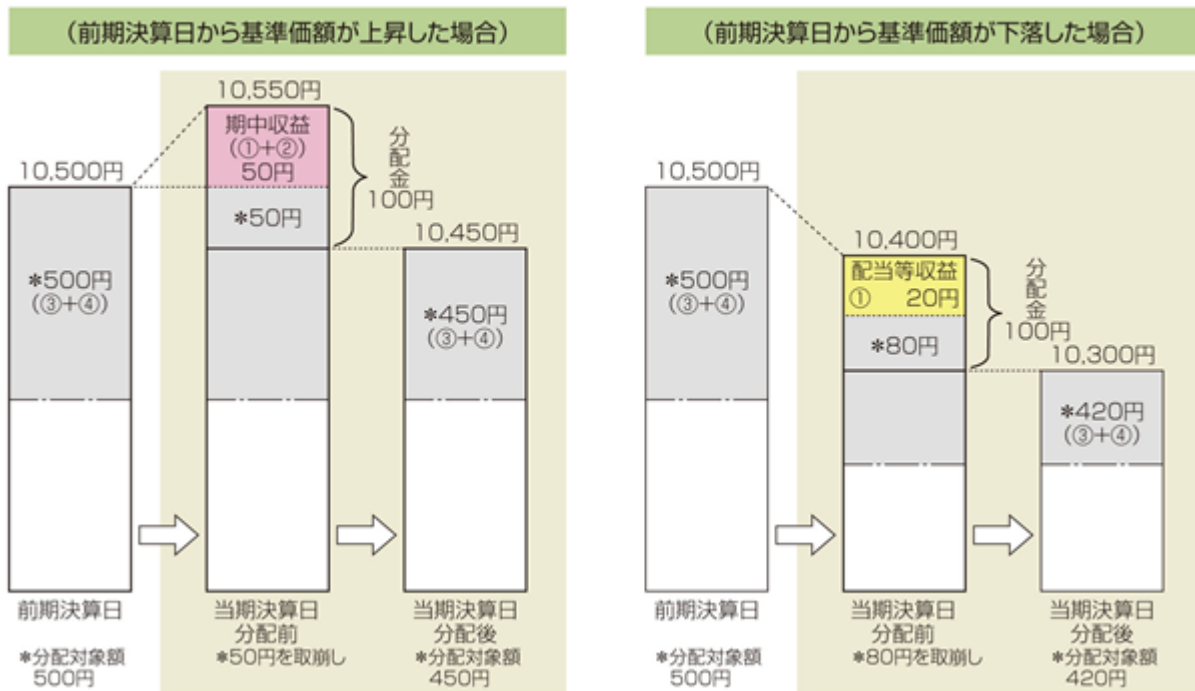 （前期決算日から基準価額が上昇した場合）
10,550円
期中収益
(①+②)
50円
分配金
100円
10,500円
*50円
10,450円
*500円
(③+④)
*450円
(③+④)
前期決算日
当期決算日
分配前
当期決算日
分配後
*分配対象額
500円
*50円を取崩し
*分配対象額
450円
（前期決算日から基準価額が下落した場合）
10,500円
10,400円
配当等収益
① 20円
分配金
100円
*500円
(③+④)
*80円
10,300円
*420円
(③+④)
前期決算日
当期決算日
分配前
当期決算日
分配後
*分配対象額
500円
*80円を取崩し
*分配対象額
420円